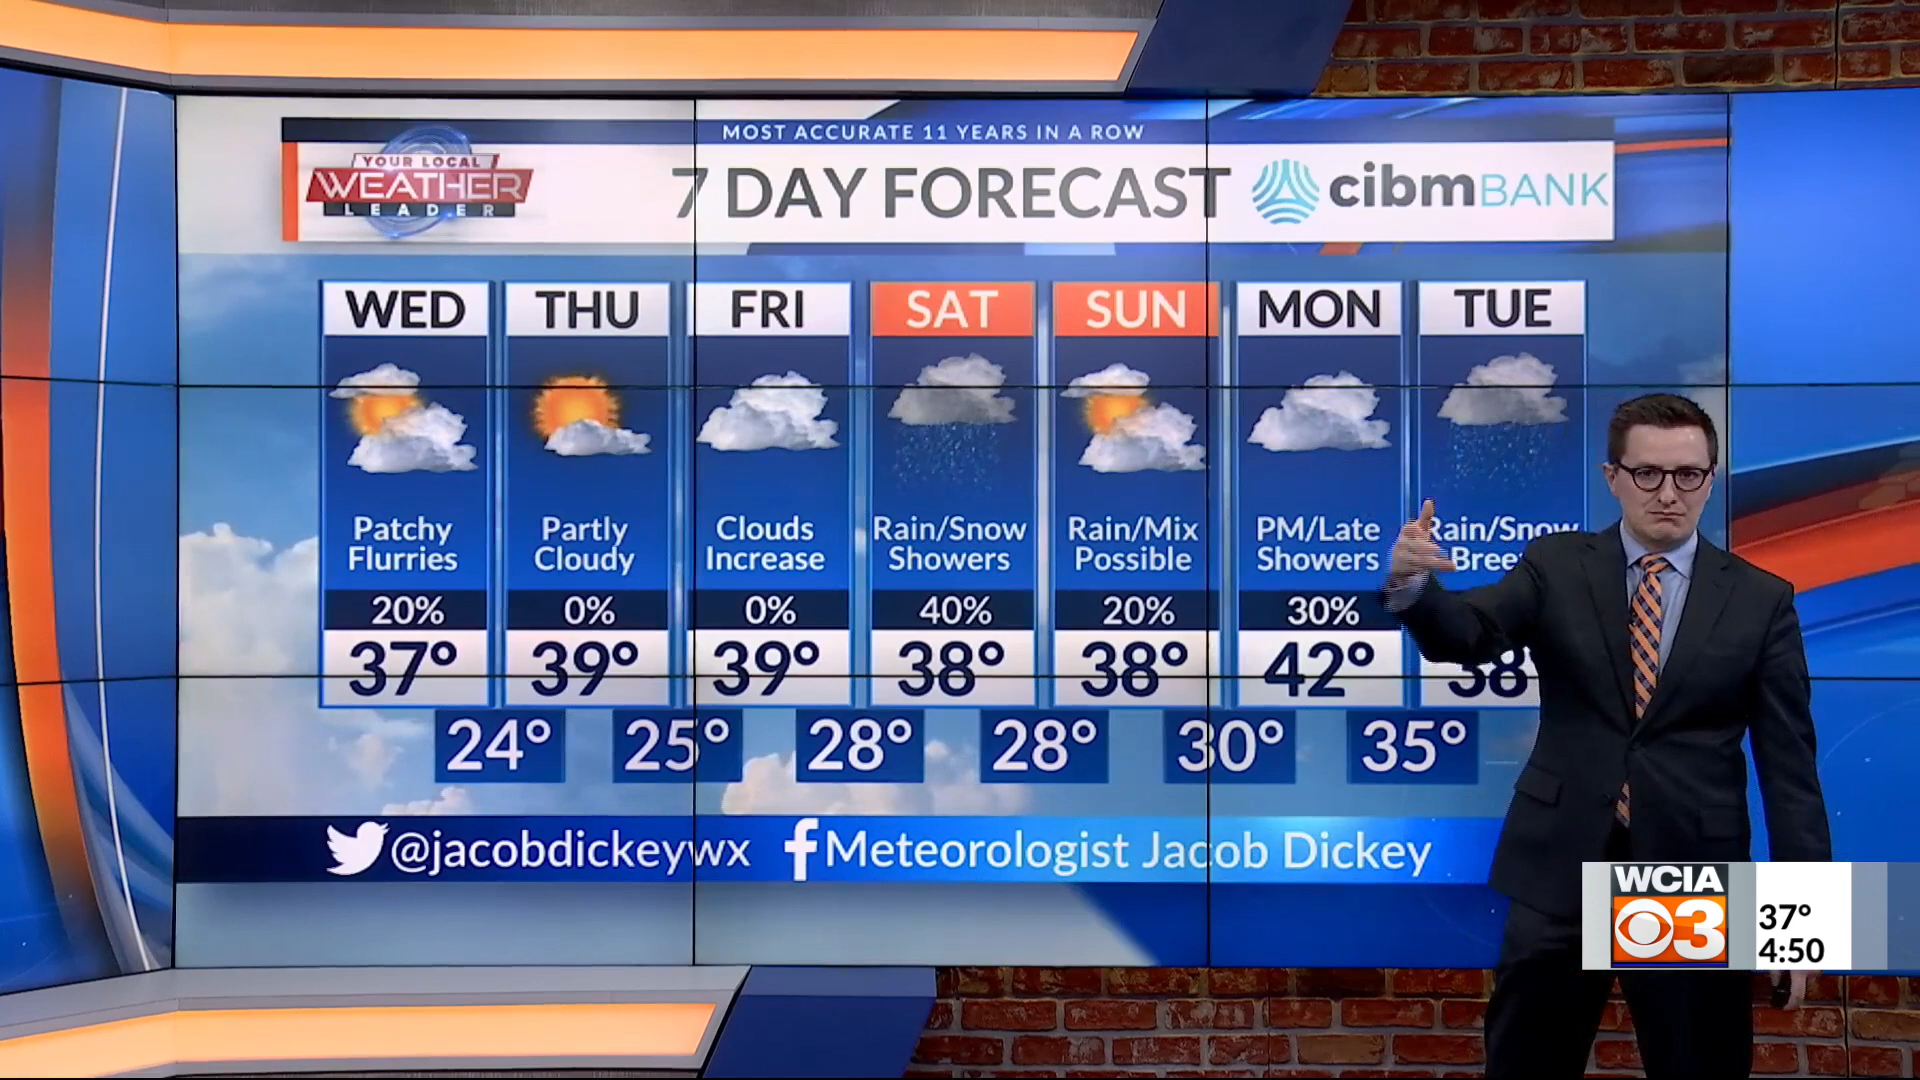 MOST ACCURATE 11 YEARS IN A ROW
YOUR LOCAL
WEATHER
LEADER
7 DAY FORECAST
cibmBANK
WED THU FRI SAT SUN MON TUE
Patchy Flurries
Partly Cloudy
Clouds Increase
Rain/Snow Showers
Rain/Mix Possible
PM/Late Showers
Rain/Snow
20% 0% 0% 40% 20% 30%
37° 39° 39° 38° 38° 42° 38°
24° 25° 28° 28° 30° 35°
@jacobdickeywx
Meteorologist Jacob Dickey
WCIA
3
37°
4:50